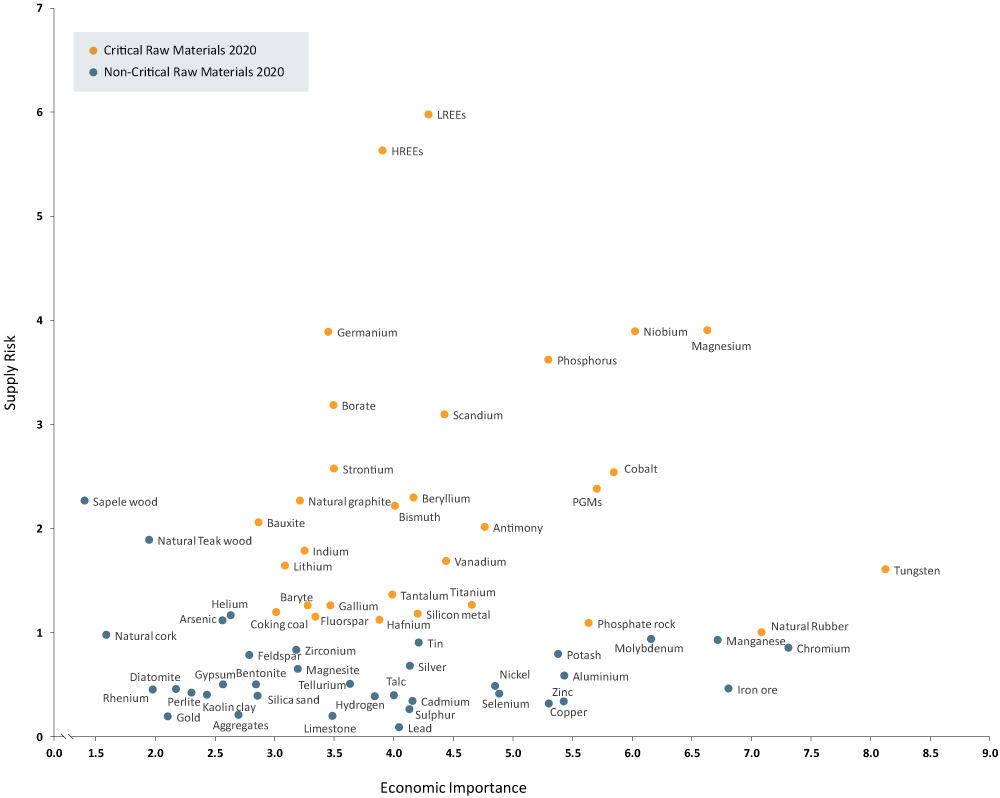 7
Critical Raw Materials 2020
Non-Critical Raw Materials 2020
6
LREEs
HREEs
5
4
Germanium
Niobium
Magnesium
Phosphorus
Supply Risk
Borate
Scandium
3
Strontium
Cobalt
PGMs
Sapele wood
Natural graphite
Beryllium
Bismuth
Bauxite
Antimony
2
Natural Teak wood
Indium
Lithium
Vanadium
Tungsten
Helium
Baryte
Tantalum
Titanium
Arsenic
Coking coal
Gallium
Fluorspar
Hafnium
Silicon metal
Phosphate rock
Natural Rubber
1
Natural cork
Tin
Molybdenum
Manganese
Chromium
Feldspar
Zirconium
Potash
Magnesite
Silver
Aluminium
Diatomite
Gypsum
Bentonite
Tellurium
Talc
Nickel
Iron ore
Rhenium
Perlite
Kaolin clay
Silica sand
Hydrogen
Cadmium
Selenium
Zinc
Gold
Aggregates
Limestone
Sulphur
Copper
Lead
0
0.0 1.5 2.0 2.5 3.0 3.5 4.0 4.5 5.0 5.5 6.0 6.5 7.0 7.5 8.0 8.5 9.0
Economic Importance